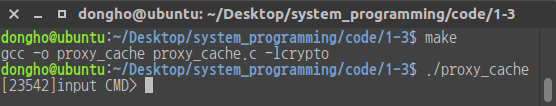 dongho@ubuntu: ~/Desktop/system_programming/code/1-3
dongho@ubuntu:~/Desktop/system_programming/code/1-3$ make
gcc -o proxy_cache proxy_cache.c -lcrypto
dongho@ubuntu:~/Desktop/system_programming/code/1-3$ ./proxy_cache
[23542]input CMD>